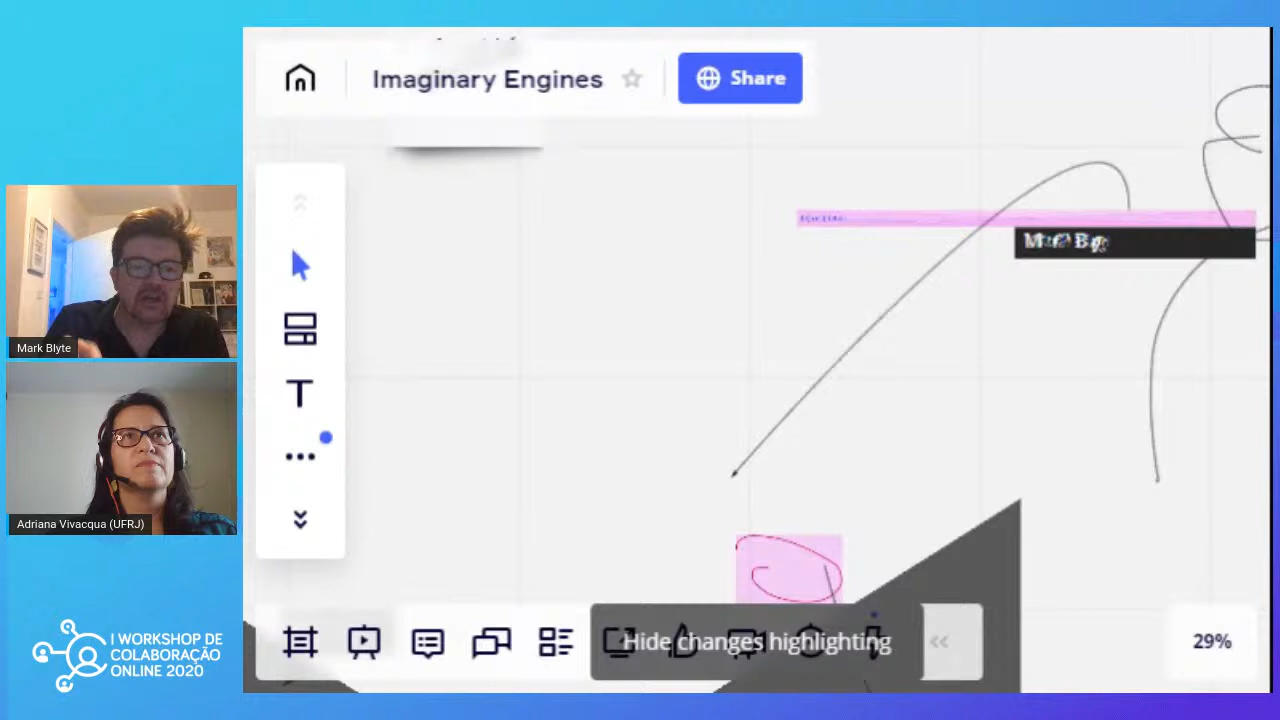 Imaginary Engines
Share
T
Mark Blyte
Adriana Vivacqua (UFRJ)
I WORKSHOP DE
COLABORAÇÃO
ONLINE 2020
Hide changes highlighting
29%